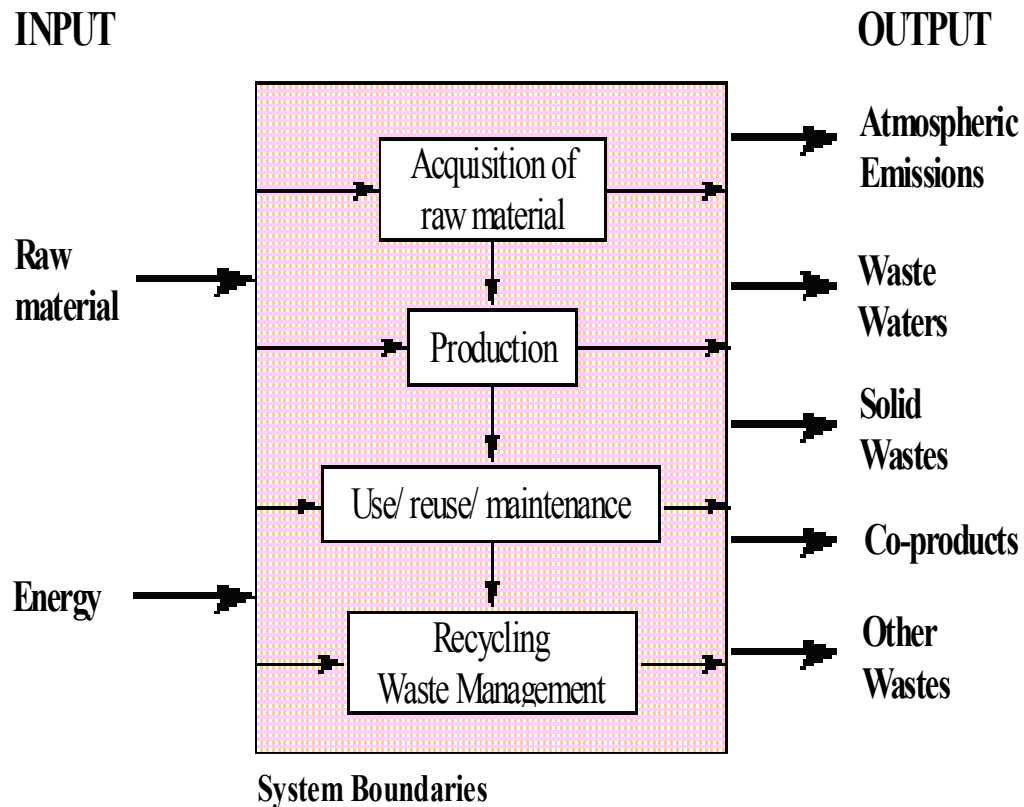 INPUT
OUTPUT
Atmospheric
Emissions
Acquisition of
raw material
Raw
material
Waste
Waters
Production
Solid
Wastes
Use/ reuse/ maintenance
Co-products
Energy
Recycling
Waste Management
Other
Wastes
System Boundaries